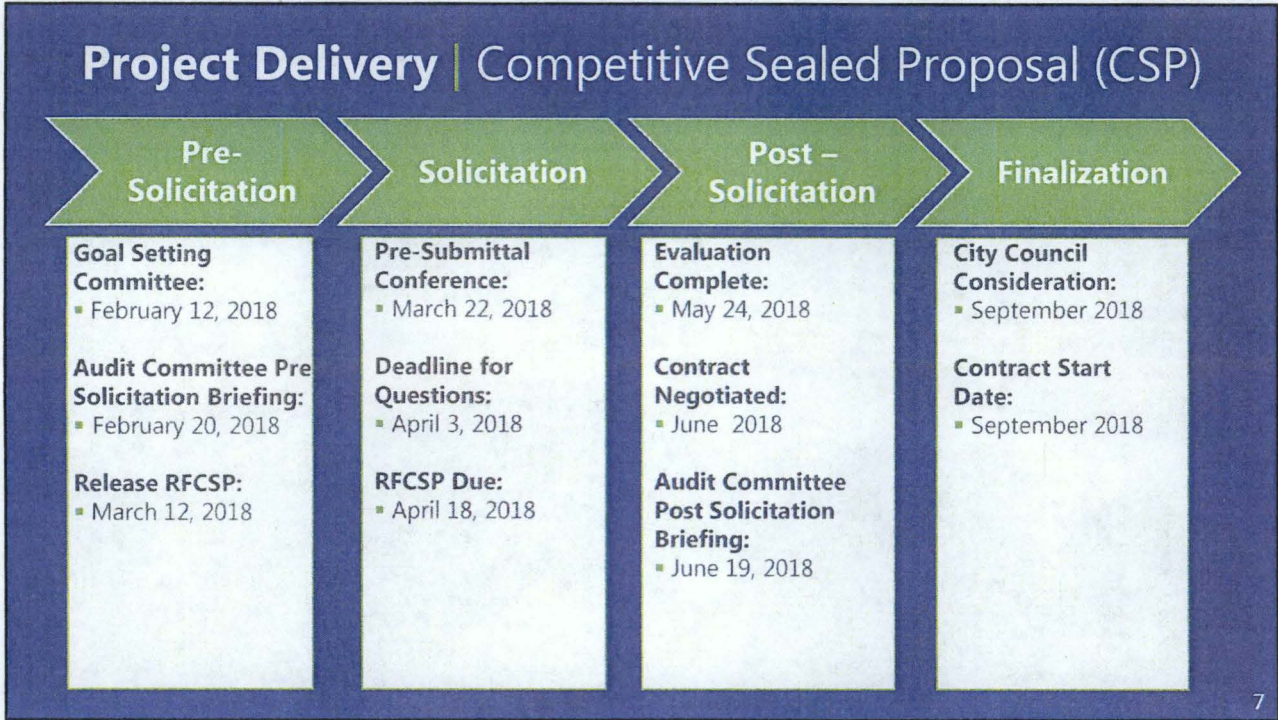 Project Delivery | Competitive Sealed Proposal (CSP)
Pre-
Solicitation
Solicitation
Post –
Solicitation
Finalization
Goal Setting
Committee:
▪ February 12, 2018
Audit Committee Pre
Solicitation Briefing:
▪ February 20, 2018
Release RFCSP:
▪ March 12, 2018
Pre-Submittal
Conference:
▪ March 22, 2018
Deadline for
Questions:
▪ April 3, 2018
RFCSP Due:
▪ April 18, 2018
Evaluation
Complete:
▪ May 24, 2018
Contract
Negotiated:
▪ June 2018
Audit Committee
Post Solicitation
Briefing:
▪ June 19, 2018
City Council
Consideration:
▪ September 2018
Contract Start
Date:
▪ September 2018
7